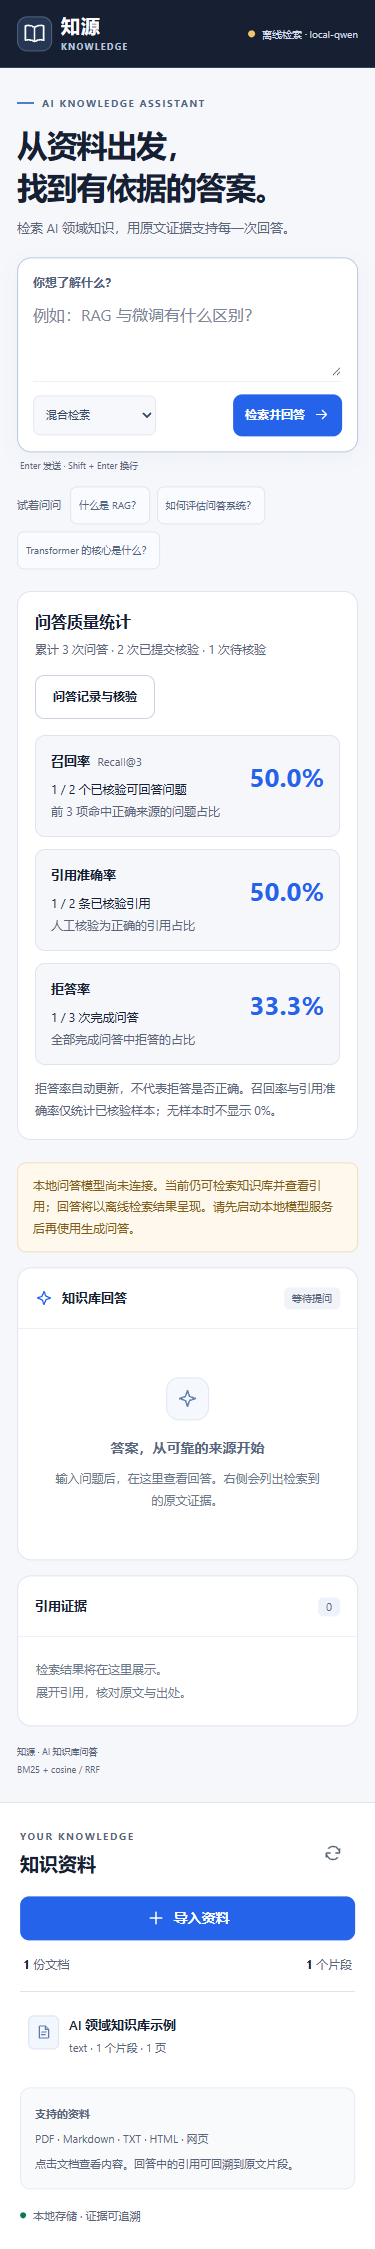 知源
KNOWLEDGE
离线检索 · local-qwen
AI KNOWLEDGE ASSISTANT
从资料出发，
找到有依据的答案。
检索 AI 领域知识，用原文证据支持每一次回答。
你想了解什么？
例如：RAG 与微调有什么区别？
混合检索
检索并回答
Enter 发送 · Shift + Enter 换行
试着问问
什么是 RAG？
如何评估问答系统？
Transformer 的核心是什么？
问答质量统计
累计 3 次问答 · 2 次已提交核验 · 1 次待核验
问答记录与核验
召回率 Recall@3
50.0%
1 / 2 个已核验可回答问题
前 3 项命中正确来源的问题占比
引用准确率
50.0%
1 / 2 条已核验引用
人工核验为正确的引用占比
拒答率
33.3%
1 / 3 次完成问答
全部完成问答中拒答的占比
拒答率自动更新，不代表拒答是否正确。召回率与引用准
确率仅统计已核验样本；无样本时不显示 0%。
本地问答模型尚未连接。当前仍可检索知识库并查看引
用；回答将以离线检索结果呈现。请先启动本地模型服务
后再使用生成问答。
知识库回答
等待提问
答案，从可靠的来源开始
输入问题后，在这里查看回答。右侧会列出检索到
的原文证据。
引用证据
0
检索结果将在这里展示。
展开引用，核对原文与出处。
知源 · AI 知识库问答
BM25 + cosine / RRF
YOUR KNOWLEDGE
知识资料
导入资料
1 份文档
1 个片段
AI 领域知识库示例
text · 1 个片段 · 1 页
支持的资料
PDF · Markdown · TXT · HTML · 网页
点击文档查看内容。回答中的引用可回溯到原文片段。
本地存储 · 证据可追溯